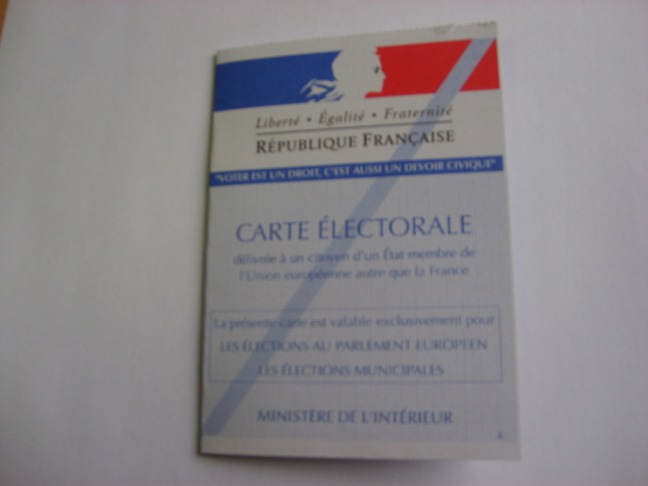 Liberté • Égalité • Fraternité
RÉPUBLIQUE FRANÇAISE
"VOTER EST UN DROIT, C'EST AUSSI UN DEVOIR CIVIQUE"
CARTE ÉLECTORALE
délivrée à un citoyen d'un État membre de
l'Union européenne autre que la France
La présente carte est valable exclusivement pour
LES ÉLECTIONS AU PARLEMENT EUROPÉEN
LES ÉLECTIONS MUNICIPALES
MINISTÈRE DE L'INTÉRIEUR